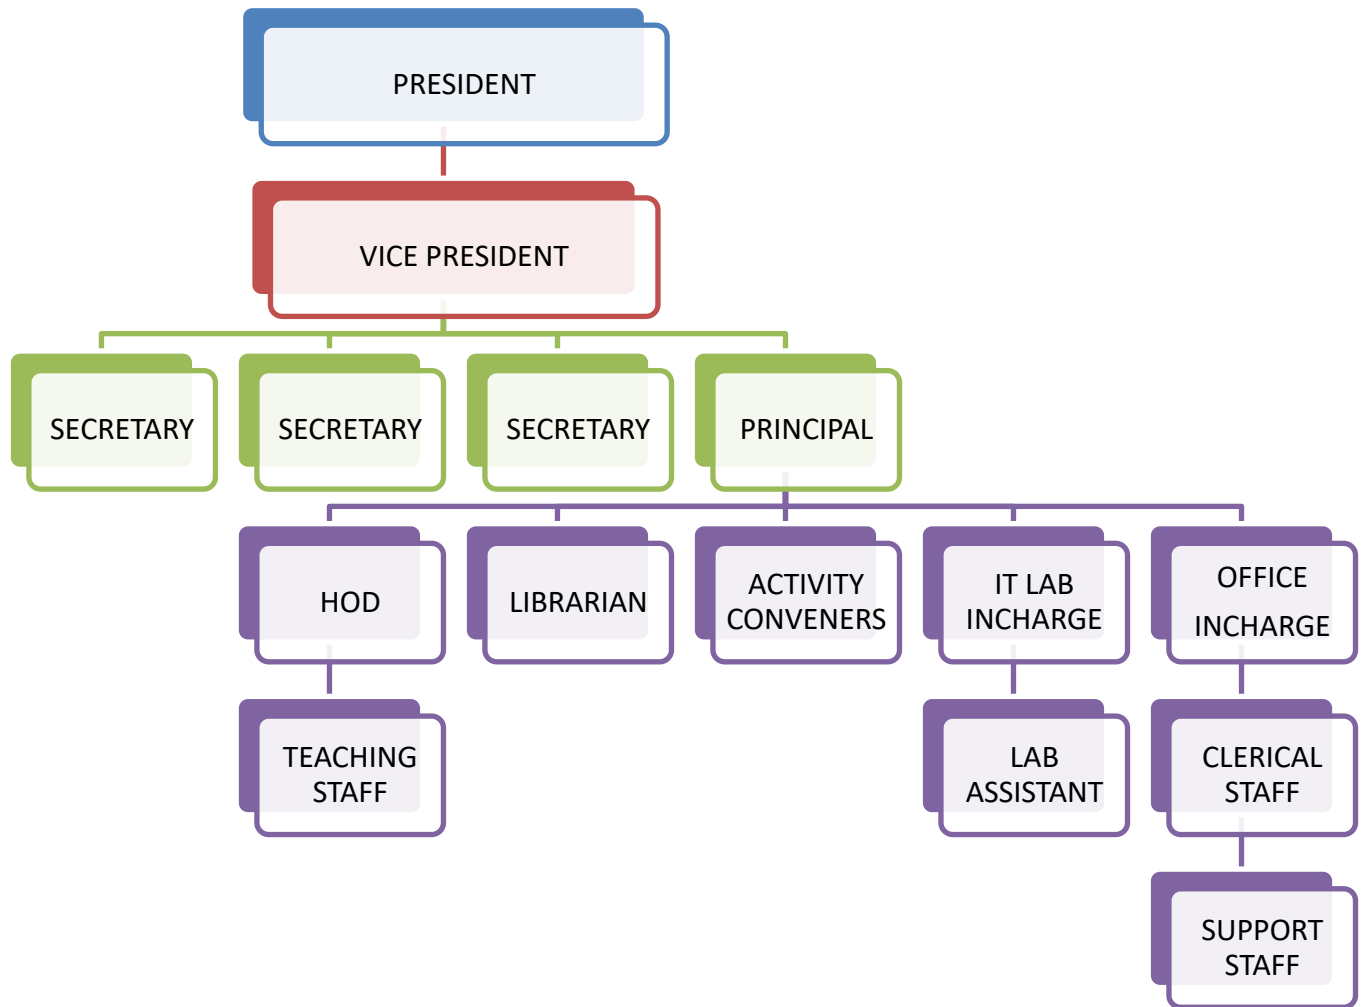 PRESIDENT
VICE PRESIDENT
SECRETARY
SECRETARY
SECRETARY
PRINCIPAL
HOD
LIBRARIAN
ACTIVITY
CONVENERS
IT LAB
INCHARGE
OFFICE
INCHARGE
TEACHING
STAFF
LAB
ASSISTANT
CLERICAL
STAFF
SUPPORT
STAFF